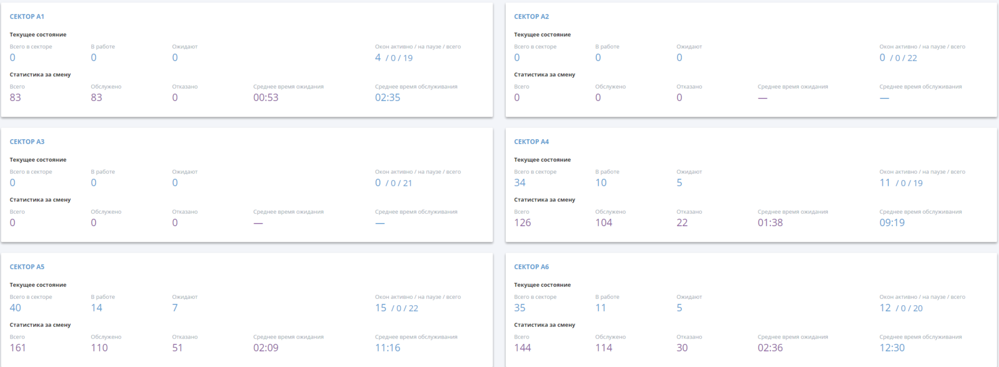 СЕКТОР А1
Текущее состояние
Всего в секторе В работе Ожидают Окон активно / на паузе / всего
0 0 0 4 / 0 / 19
Статистика за смену
Всего Обслужено Отказано Среднее время ожидания Среднее время обслуживания
83 83 0 00:53 02:35
СЕКТОР А2
Текущее состояние
Всего в секторе В работе Ожидают Окон активно / на паузе / всего
0 0 0 0 / 0 / 22
Статистика за смену
Всего Обслужено Отказано Среднее время ожидания Среднее время обслуживания
0 0 0 — —
СЕКТОР А3
Текущее состояние
Всего в секторе В работе Ожидают Окон активно / на паузе / всего
0 0 0 0 / 0 / 21
Статистика за смену
Всего Обслужено Отказано Среднее время ожидания Среднее время обслуживания
0 0 0 — —
СЕКТОР А4
Текущее состояние
Всего в секторе В работе Ожидают Окон активно / на паузе / всего
34 10 5 11 / 0 / 19
Статистика за смену
Всего Обслужено Отказано Среднее время ожидания Среднее время обслуживания
126 104 22 01:38 09:19
СЕКТОР А5
Текущее состояние
Всего в секторе В работе Ожидают Окон активно / на паузе / всего
40 14 7 15 / 0 / 22
Статистика за смену
Всего Обслужено Отказано Среднее время ожидания Среднее время обслуживания
161 110 51 02:09 11:16
СЕКТОР А6
Текущее состояние
Всего в секторе В работе Ожидают Окон активно / на паузе / всего
35 11 5 12 / 0 / 20
Статистика за смену
Всего Обслужено Отказано Среднее время ожидания Среднее время обслуживания
144 114 30 02:36 12:30